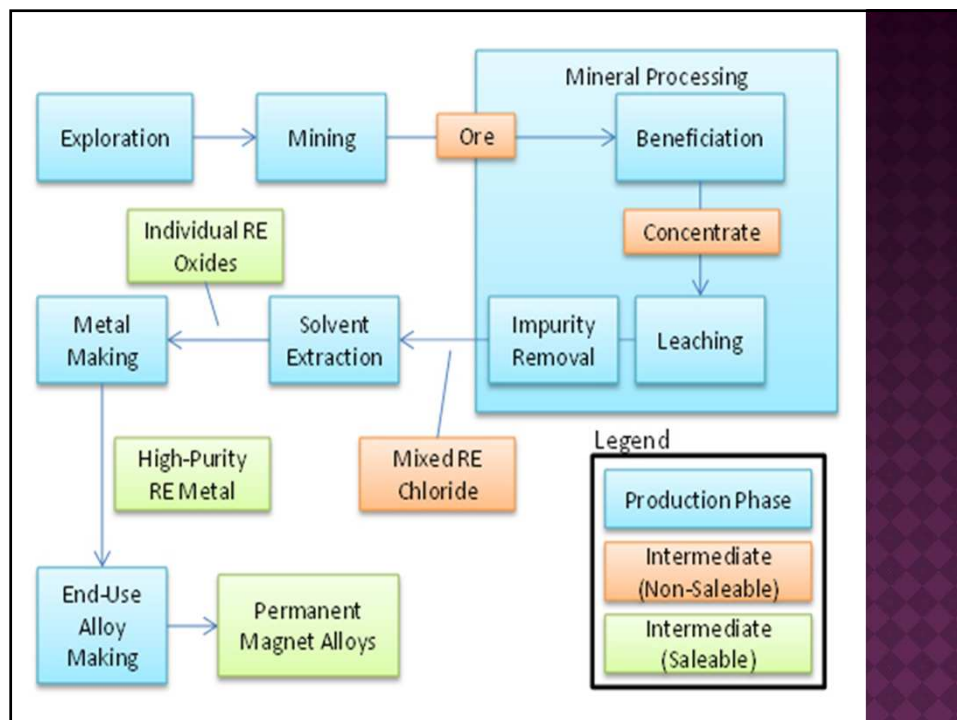 Mineral Processing
Exploration
Mining
Ore
Beneficiation
Concentrate
Individual RE
Oxides
Metal
Making
Solvent
Extraction
Impurity
Removal
Leaching
High-Purity
RE Metal
Mixed RE
Chloride
End-Use
Alloy
Making
Permanent
Magnet Alloys
Legend
Production Phase
Intermediate
(Non-Saleable)
Intermediate
(Saleable)